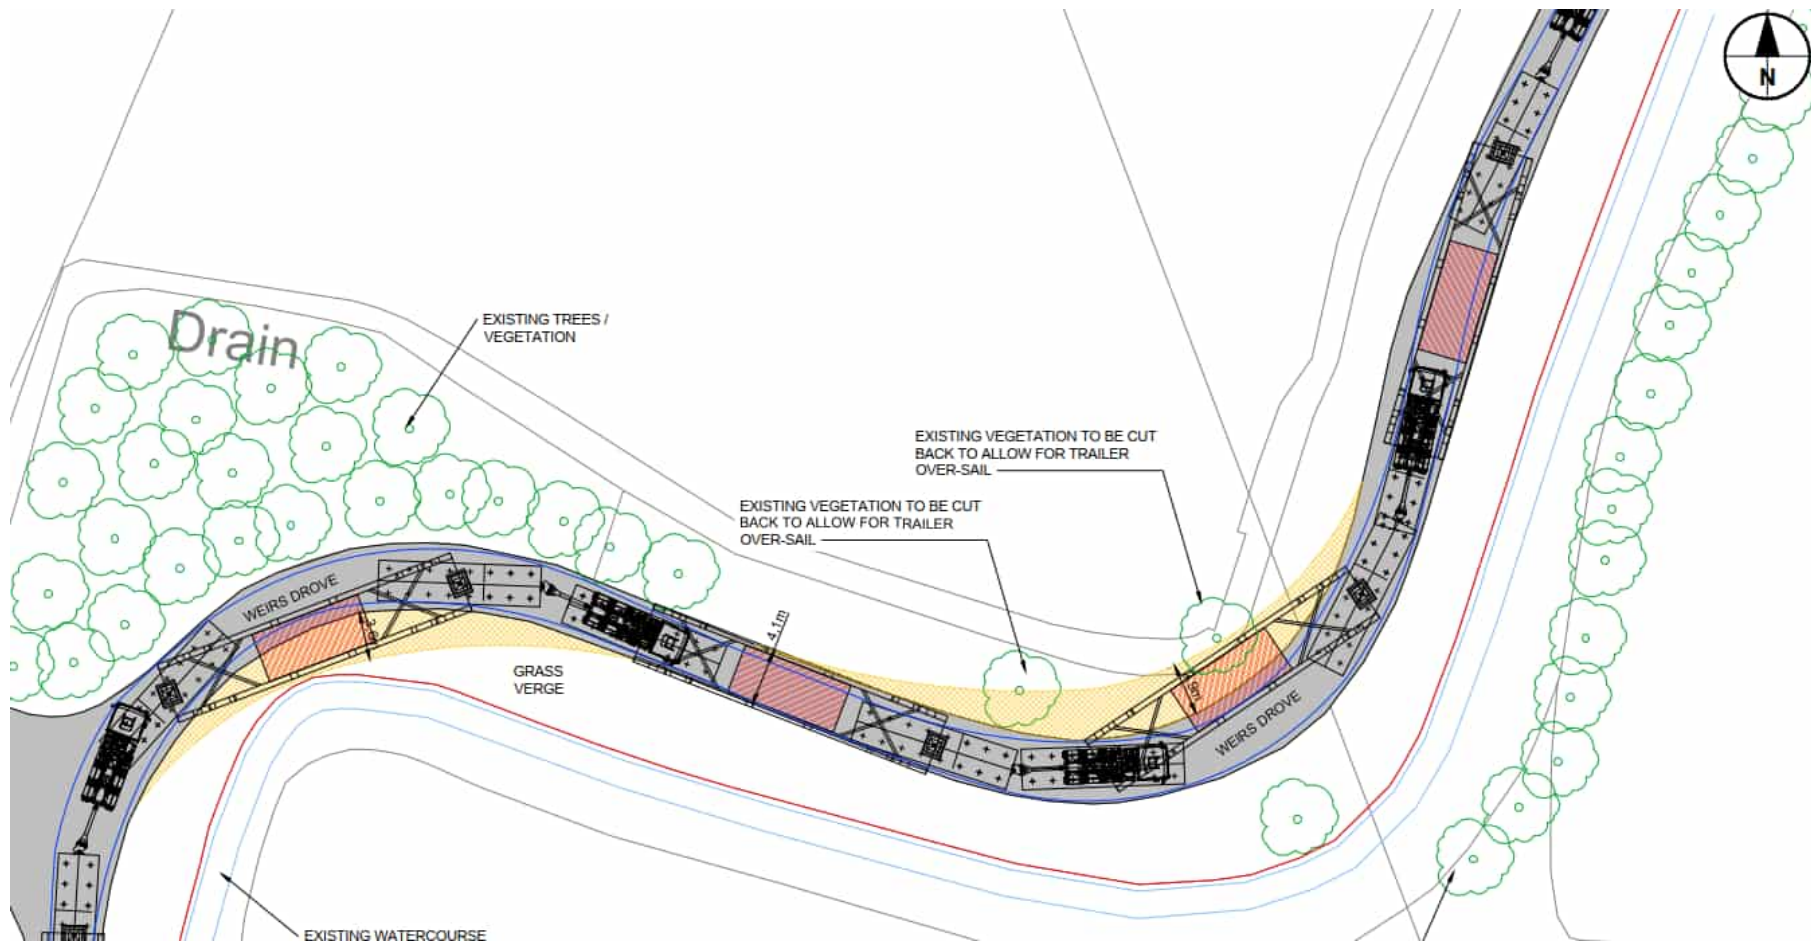 N
Drain
EXISTING TREES /
VEGETATION
EXISTING VEGETATION TO BE CUT
BACK TO ALLOW FOR TRAILER
OVER-SAIL
EXISTING VEGETATION TO BE CUT
BACK TO ALLOW FOR TRAILER
OVER-SAIL
WEIRS DROVE
4.1m
GRASS
VERGE
WEIRS DROVE
EXISTING WATERCOURSE